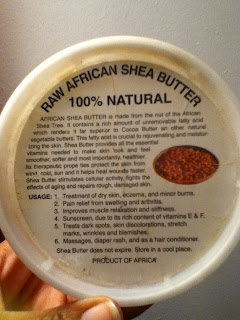 RAW AFRICAN SHEA BUTTER
100% NATURAL
AFRICAN SHEA BUTTER is made from the nut of the African
Shea Tree. It contains a rich amount of unremovable fatty acid
which renders it far superior to Cocoa Butter an other natural
vegetable butters. This fatty acid is crucial to rejuvenating and moistur-
izing the skin. Shea Butter provides all the essential
vitamins needed to make skin look and feel
smoother, softer and most importantly, healthier.
Its therapeutic prope ties protect the skin from
wind, cold, sun and it helps heal wounds faster.
Shea Butter stimulates cellular activity, fights the
effects of aging and repairs rough, damaged skin.
USAGE: 1. Treatment of dry skin, eczema, and minor burns.
2. Pain relief from swelling and arthritis.
3. Improves muscle relaxation and stiffness.
4. Sunscreen, due to its rich content of vitamins E & F.
5. Treats dark spots, skin discolorations, stretch
marks, wrinkles and blemishes.
6. Massages, diaper rash, and as a hair conditioner.
Shea Butter does not expire. Store in a cool place.
PRODUCT OF AFRICA